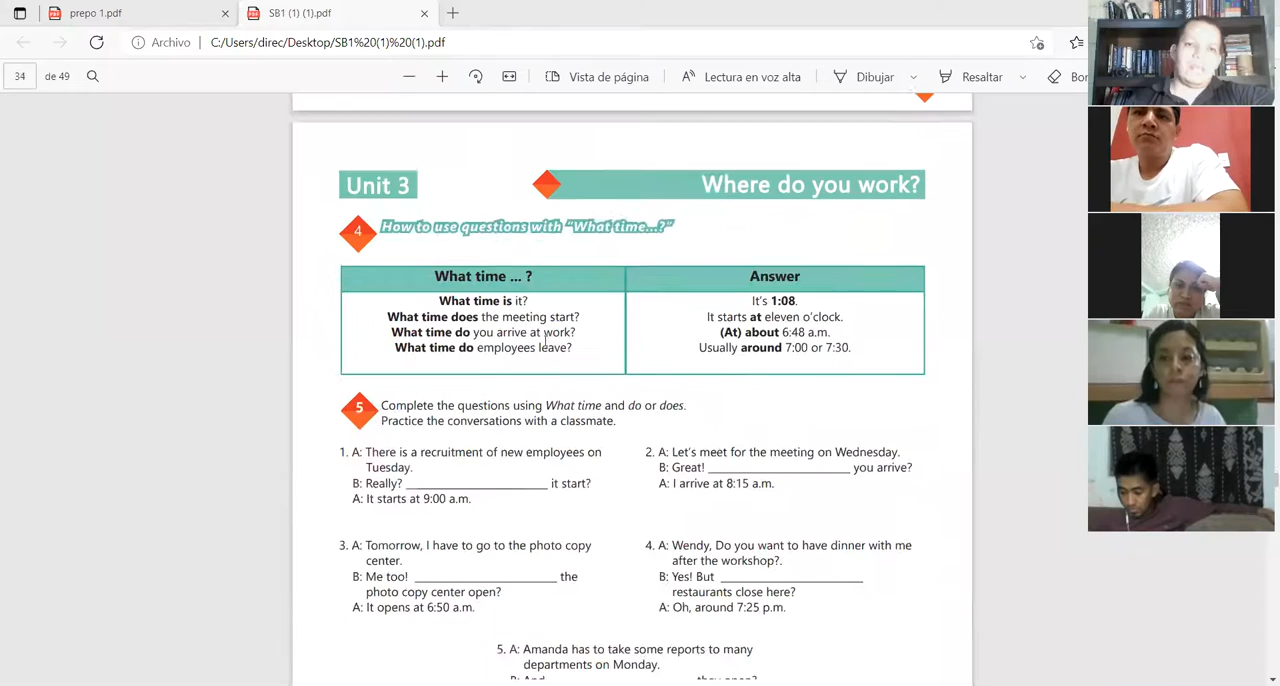 prepo 1.pdf
SB1 (1) (1).pdf
Archivo
C:/Users/direc/Desktop/SB1%20(1)%20(1).pdf
34 de 49
Vista de página
Lectura en voz alta
Dibujar
Resaltar
Unit 3
Where do you work?
4 How to use questions with “What time...?”
What time ... ? Answer
What time is it? It's 1:08.
What time does the meeting start? It starts at eleven o'clock.
What time do you arrive at work? (At) about 6:48 a.m.
What time do employees leave? Usually around 7:00 or 7:30.
5 Complete the questions using What time and do or does.
Practice the conversations with a classmate.
1. A: There is a recruitment of new employees on
Tuesday.
B: Really? ____________________ it start?
A: It starts at 9:00 a.m.
2. A: Let's meet for the meeting on Wednesday.
B: Great! ____________________ you arrive?
A: I arrive at 8:15 a.m.
3. A: Tomorrow, I have to go to the photo copy
center.
B: Me too! ____________________ the
photo copy center open?
A: It opens at 6:50 a.m.
4. A: Wendy, Do you want to have dinner with me
after the workshop?.
B: Yes! But ____________________
restaurants close here?
A: Oh, around 7:25 p.m.
5. A: Amanda has to take some reports to many
departments on Monday.
B: And ____________________ they open?